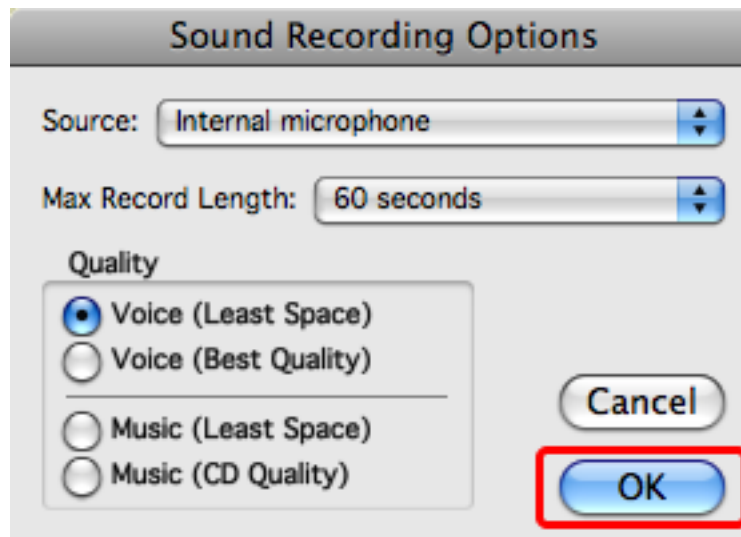 Sound Recording Options
Source: Internal microphone
Max Record Length: 60 seconds
Quality
Voice (Least Space)
Voice (Best Quality)
Music (Least Space)
Music (CD Quality)
Cancel
OK